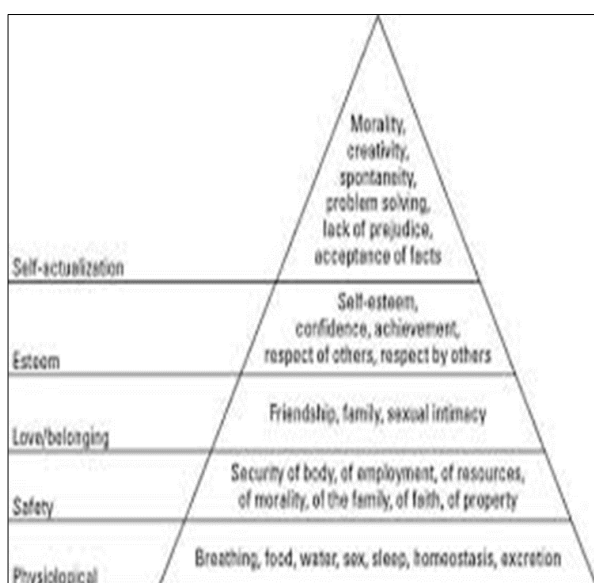 Morality,
creativity,
spontaneity,
problem solving,
lack of prejudice,
acceptance of facts
Self-actualization
Self-esteem,
confidence, achievement,
respect of others, respect by others
Esteem
Friendship, family, sexual intimacy
Love/belonging
Security of body, of employment, of resources,
of morality, of the family, of faith, of property
Safety
Breathing, food, water, sex, sleep, homeostasis, excretion
Physiological